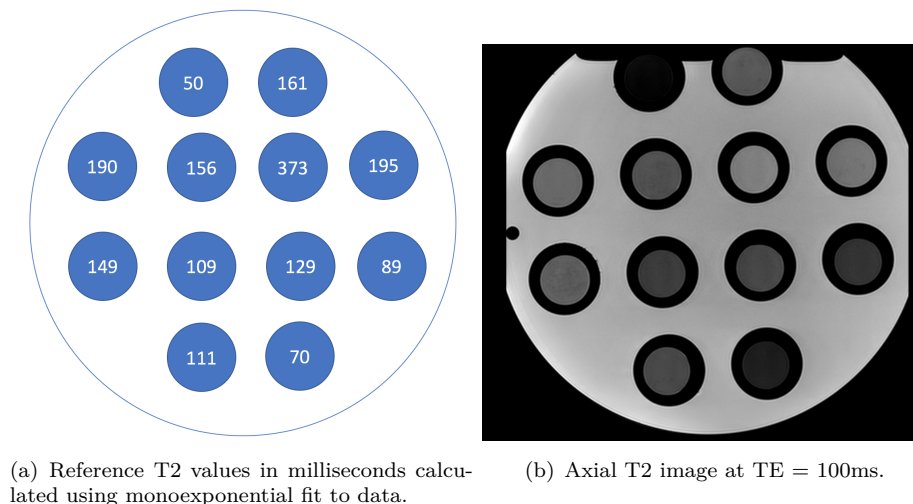 50 161
190 156 373 195
149 109 129 89
111 70
(a) Reference T2 values in milliseconds calcu-
lated using monoexponential fit to data.
(b) Axial T2 image at TE = 100ms.